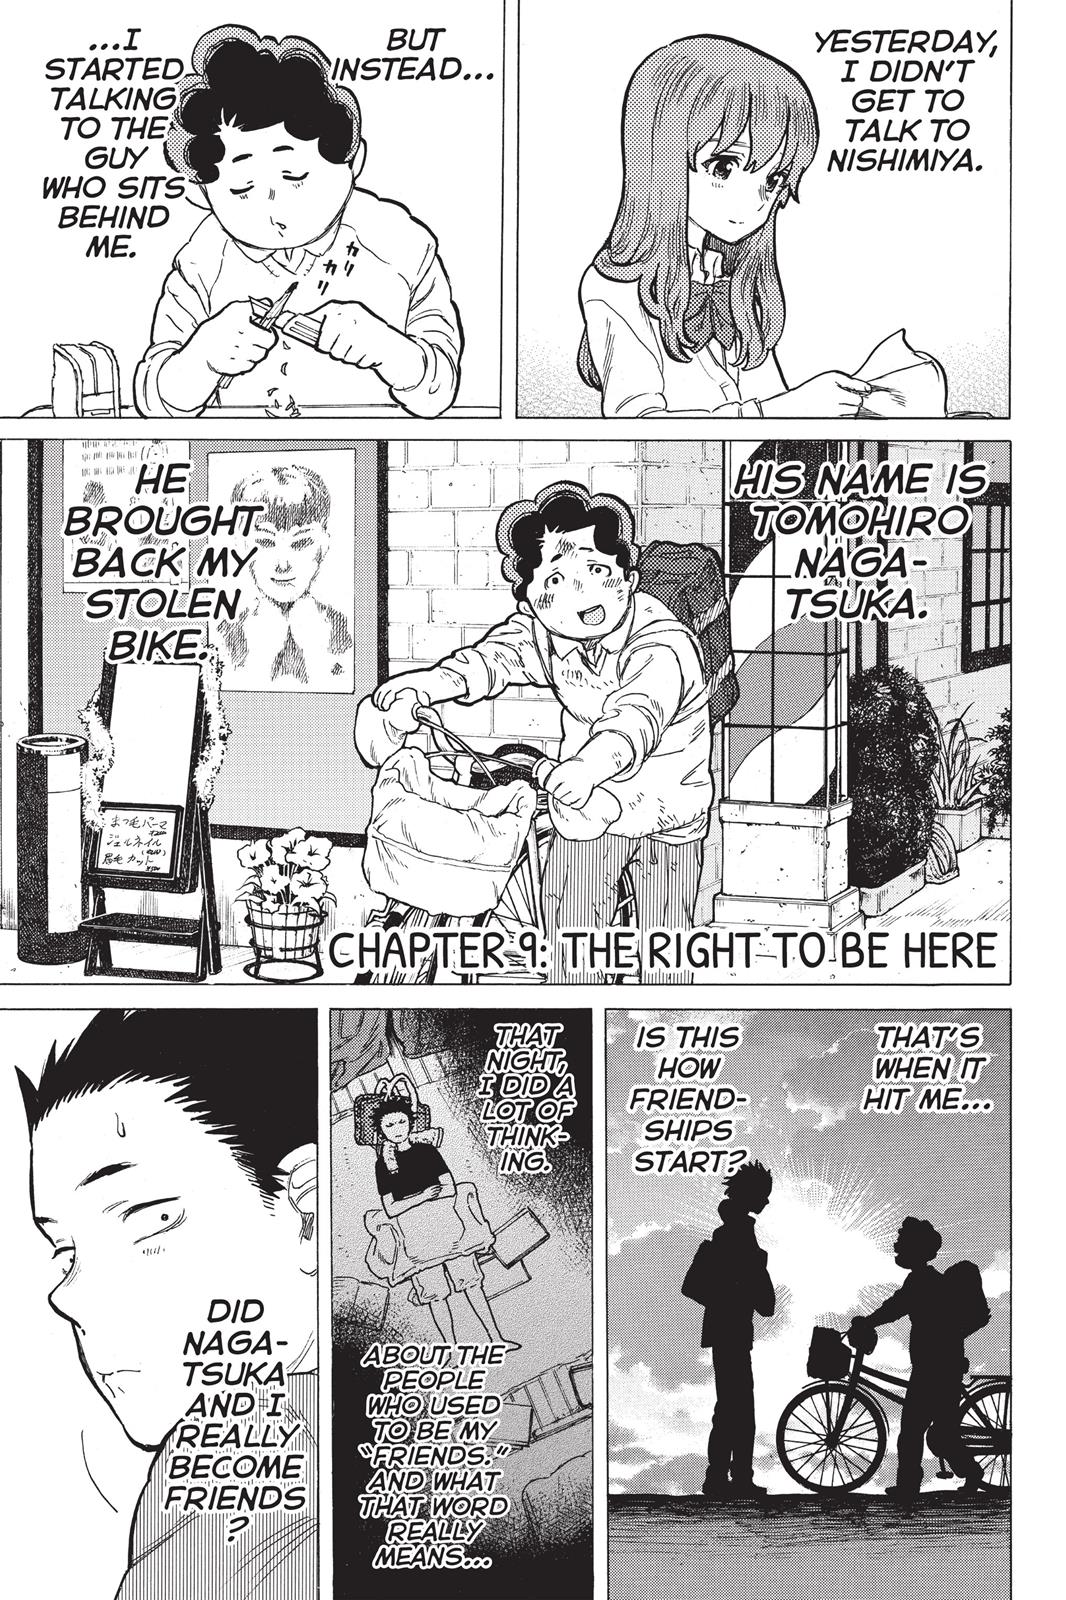 YESTERDAY,
I DIDN'T
GET TO
TALK TO
NISHIMIYA.
BUT
INSTEAD...
...I
STARTED
TALKING
TO THE
GUY
WHO SITS
BEHIND
ME.
カリ
カリ
HIS NAME IS
TOMOHIRO
NAGA-
TSUKA.
HE
BROUGHT
BACK MY
STOLEN
BIKE.
まつ毛パーマ
ジェルネイル
眉毛カット
CHAPTER 9: THE RIGHT TO BE HERE
THAT'S
WHEN IT
HIT ME...
IS THIS
HOW
FRIEND-
SHIPS
START?
THAT
NIGHT,
I DID A
LOT OF
THINK-
ING.
ABOUT THE
PEOPLE
WHO USED
TO BE MY
"FRIENDS."
AND WHAT
THAT WORD
REALLY
MEANS...
DID
NAGA-
TSUKA
AND I
REALLY
BECOME
FRIENDS
?